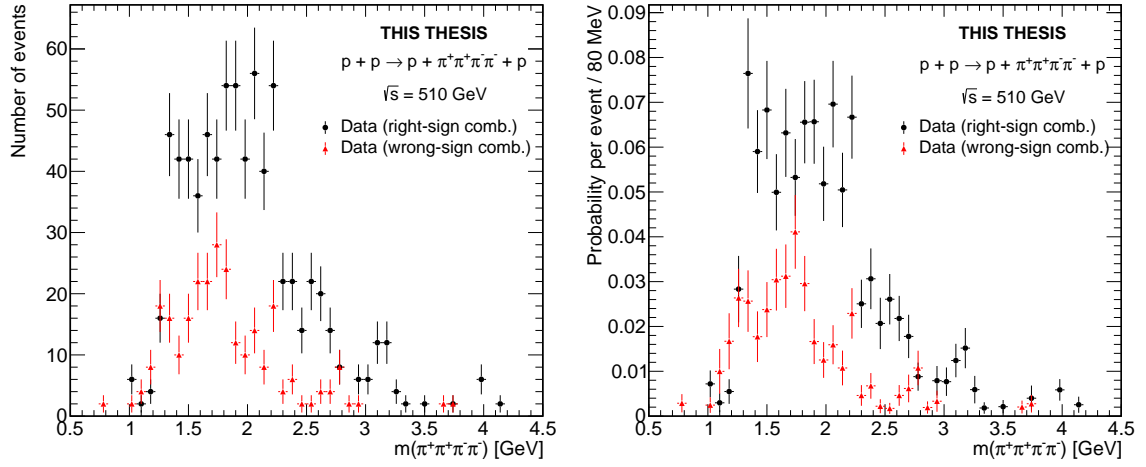 Number of events
60
50
40
30
20
10
0
THIS THESIS
p + p → p + π⁺π⁺π⁻π⁻ + p
√s = 510 GeV
Data (right-sign comb.)
Data (wrong-sign comb.)
0.5 1 1.5 2 2.5 3 3.5 4 4.5
m(π⁺π⁺π⁻π⁻) [GeV]
Probability per event / 80 MeV
0.09
0.08
0.07
0.06
0.05
0.04
0.03
0.02
0.01
0
THIS THESIS
p + p → p + π⁺π⁺π⁻π⁻ + p
√s = 510 GeV
Data (right-sign comb.)
Data (wrong-sign comb.)
0.5 1 1.5 2 2.5 3 3.5 4 4.5
m(π⁺π⁺π⁻π⁻) [GeV]